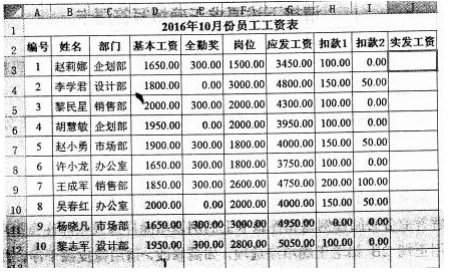 A B C D E F G H I J
1 2016年10月份员工工资表
2 编号 姓名 部门 基本工资 全勤奖 岗位 应发工资 扣款1 扣款2 实发工资
3 1 赵莉娜 企划部 1650.00 300.00 1500.00 3450.00 100.00 0.00
4 2 李学君 设计部 1800.00 0.00 3000.00 4800.00 150.00 50.00
5 3 黎民星 销售部 2000.00 300.00 2000.00 4300.00 100.00 0.00
6 4 胡慧敏 企划部 1950.00 0.00 2000.00 3950.00 100.00 0.00
7 5 赵小勇 市场部 1900.00 300.00 1800.00 4000.00 150.00 50.00
8 6 许小龙 办公室 1650.00 300.00 1800.00 3750.00 100.00 0.00
9 7 王成军 销售部 1850.00 300.00 2600.00 4750.00 200.00 100.00
10 8 吴春红 办公室 2000.00 0.00 2000.00 4000.00 150.00 50.00
11 9 杨晓凡 市场部 1650.00 300.00 3000.00 4950.00 0.00 0.00
12 10 黎志军 设计部 1950.00 300.00 2800.00 5050.00 100.00 0.00